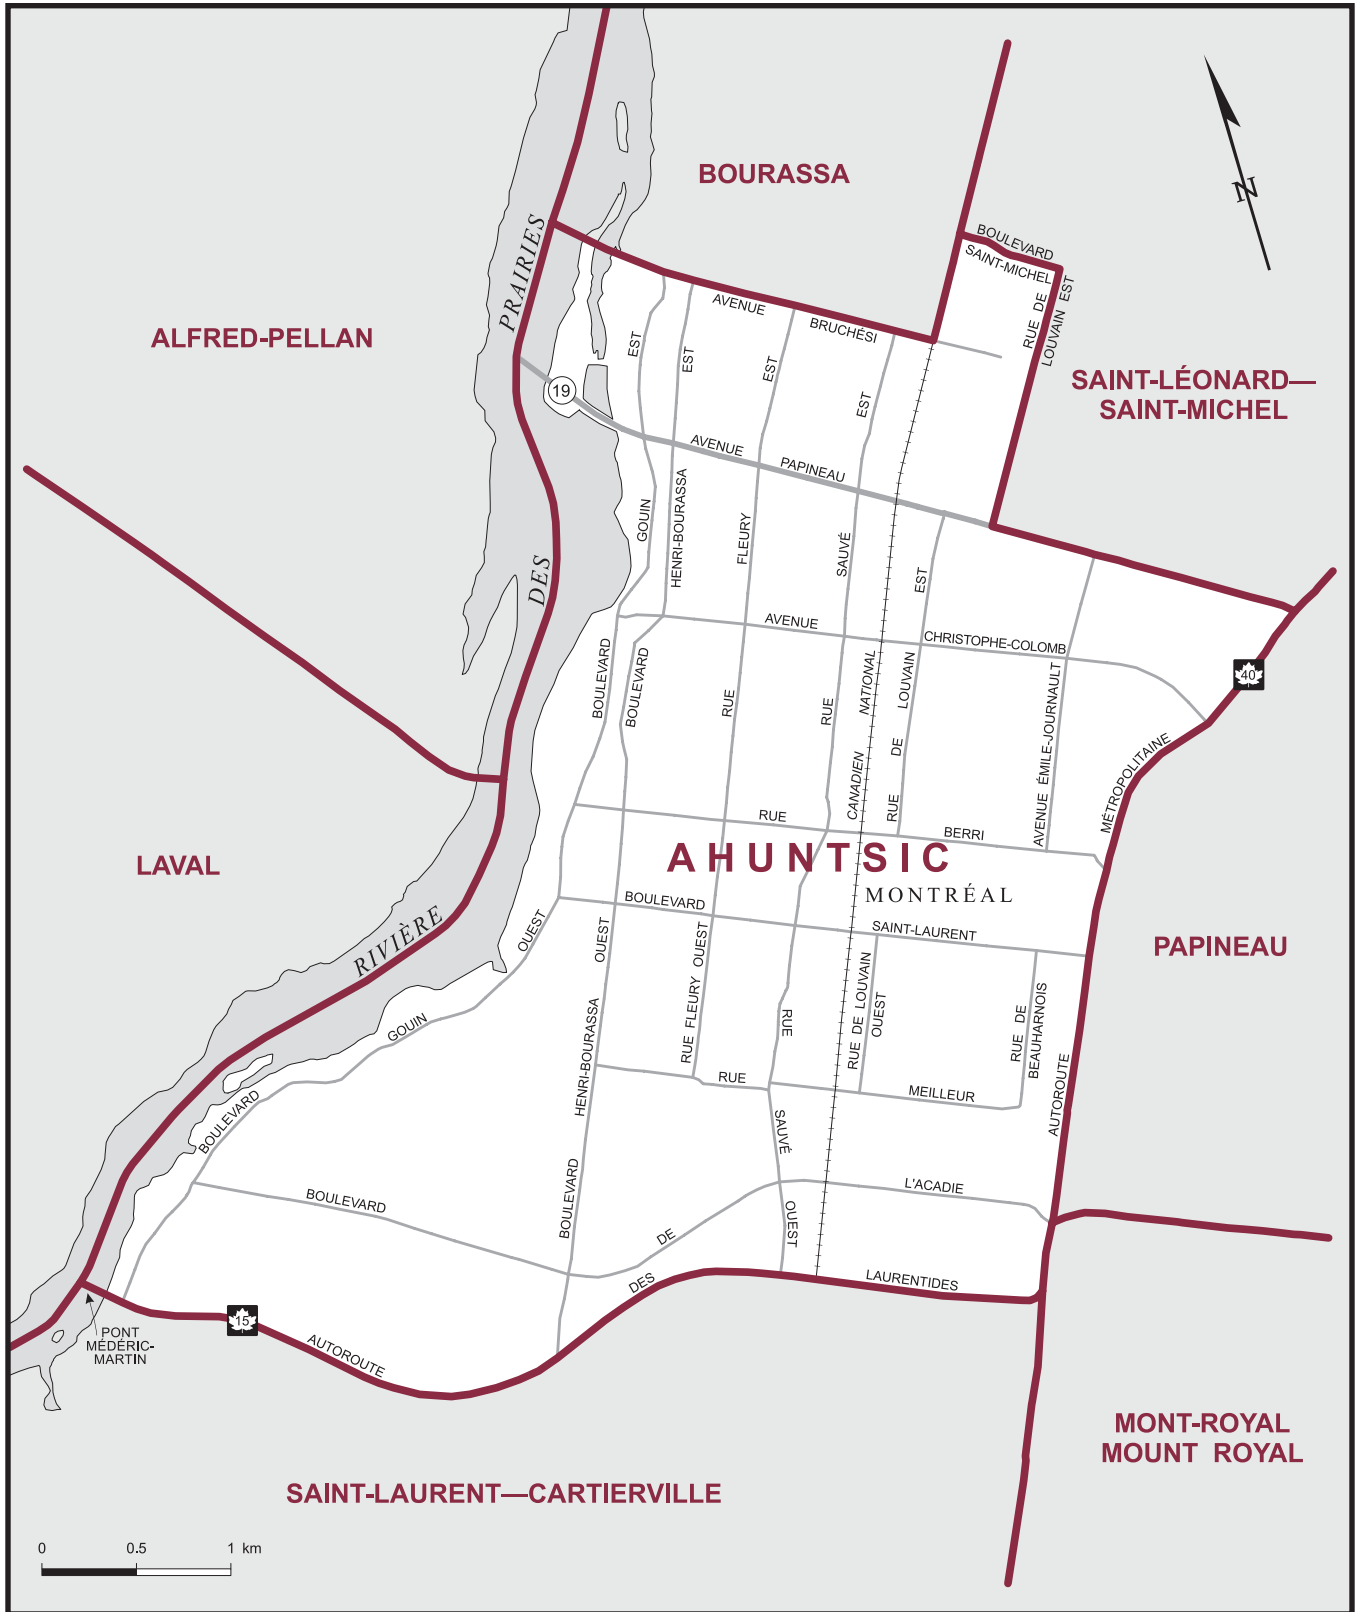 BOURASSA
N
BOULEVARD
SAINT-MICHEL
RUE DE
LOUVAIN EST
PRAIRIES
AVENUE
BRUCHÉSI
ALFRED-PELLAN
EST
EST
EST
EST
SAINT-LÉONARD—
SAINT-MICHEL
19
AVENUE
PAPINEAU
GOUIN
HENRI-BOURASSA
FLEURY
SAUVÉ
EST
DES
AVENUE
CHRISTOPHE-COLOMB
BOULEVARD
BOULEVARD
RUE
RUE
NATIONAL
CANADIEN
LOUVAIN
DE
RUE
AVENUE ÉMILE-JOURNAULT
40
MÉTROPOLITAINE
RUE
BERRI
AHUNTSIC
MONTRÉAL
LAVAL
BOULEVARD
SAINT-LAURENT
RIVIÈRE
OUEST
OUEST
RUE FLEURY OUEST
PAPINEAU
RUE DE LOUVAIN
OUEST
RUE DE
BEAUHARNOIS
GOUIN
RUE
HENRI-BOURASSA
RUE
MEILLEUR
AUTOROUTE
BOULEVARD
SAUVÉ
BOULEVARD
BOULEVARD
DE
L'ACADIE
OUEST
DES
LAURENTIDES
15
PONT
MÉDÉRIC-
MARTIN
AUTOROUTE
MONT-ROYAL
MOUNT ROYAL
SAINT-LAURENT—CARTIERVILLE
0 0.5 1 km